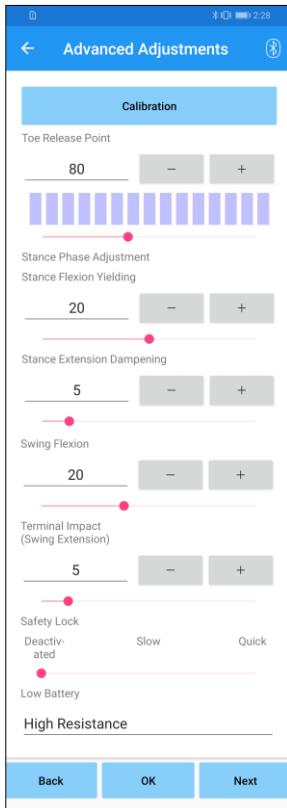 2:28
Advanced Adjustments
Calibration
Toe Release Point
80 − +
Stance Phase Adjustment
Stance Flexion Yielding
20 − +
Stance Extension Dampening
5 − +
Swing Flexion
20 − +
Terminal Impact
(Swing Extension)
5 − +
Safety Lock
Deactiv- Slow Quick
ated
Low Battery
High Resistance
Back OK Next